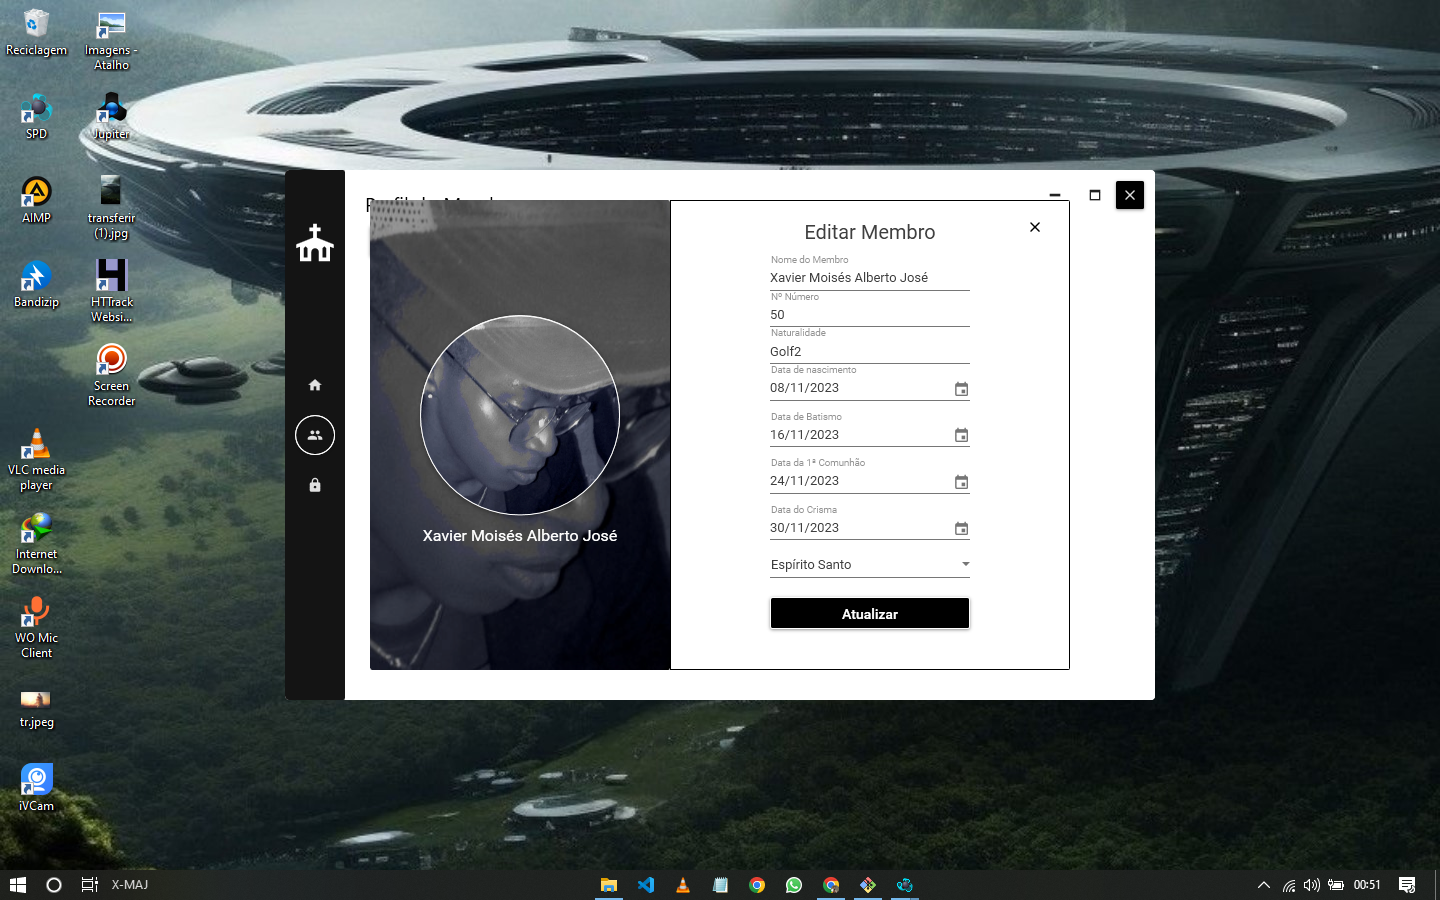 Reciclagem
Imagens -
Atalho
SPD
Jupiter
AIMP
transferir
(1).jpg
Bandizip
HTTrack
Websi...
Screen
Recorder
VLC media
player
Internet
Downlo...
WO Mic
Client
tr.jpeg
iVCam
Editar Membro
Nome do Membro
Xavier Moisés Alberto José
Nº Número
50
Naturalidade
Golf2
Data de nascimento
08/11/2023
Data de Batismo
16/11/2023
Data da 1ª Comunhão
24/11/2023
Data do Crisma
30/11/2023
Espírito Santo
Atualizar
Xavier Moisés Alberto José
X-MAJ
00:51